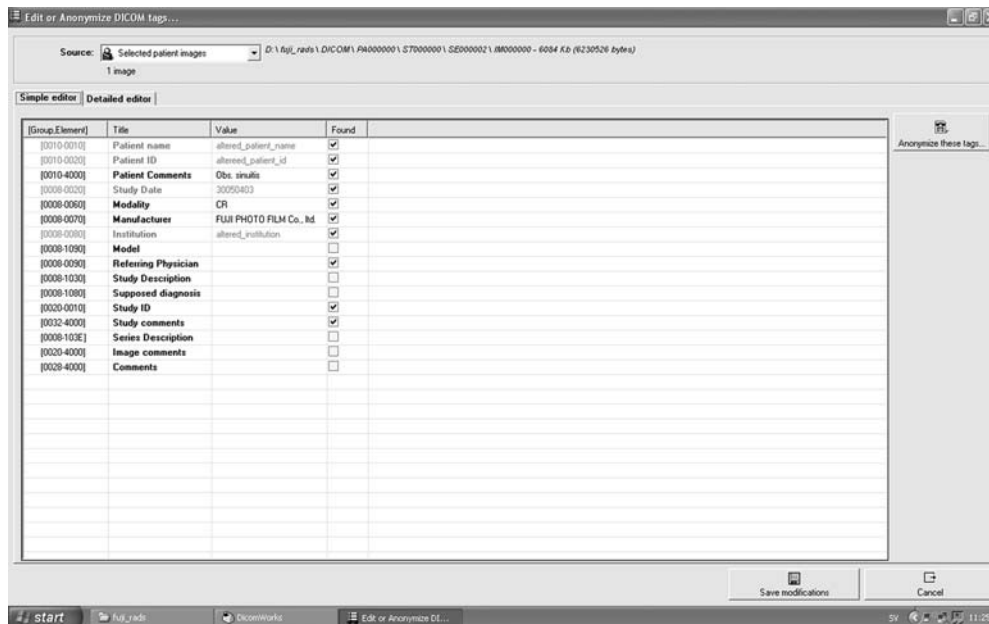 Edit or Anonymize DICOM tags...
Source: Selected patient images D:\fuji_rads\DICOM\PA000000\ST000000\SE000002\IM000000 - 6084 Kb (6230526 bytes)
1 image
Simple editor Detailed editor
[Group,Element] Title Value Found
[0010-0010] Patient name altered_patient_name
[0010-0020] Patient ID altereed_patient_id
[0010-4000] Patient Comments Obs. sinuitis
[0008-0020] Study Date 30050403
[0008-0060] Modality CR
[0008-0070] Manufacturer FUJI PHOTO FILM Co., ltd.
[0008-0080] Institution altered_institution
[0008-1090] Model
[0008-0090] Referring Physician
[0008-1030] Study Description
[0008-1080] Supposed diagnosis
[0020-0010] Study ID
[0032-4000] Study comments
[0008-103E] Series Description
[0020-4000] Image comments
[0028-4000] Comments
Anonymize these tags...
Save modifications Cancel
start fuji_rads DicomWorks Edit or Anonymize DI... SV 11:25